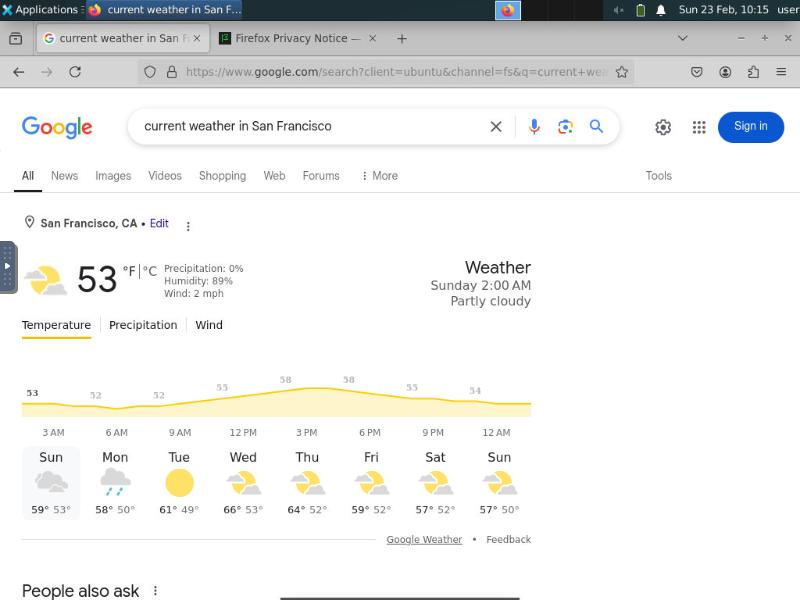 Applications
current weather in San F...
Sun 23 Feb, 10:15
user
current weather in San F
Firefox Privacy Notice —
https://www.google.com/search?client=ubuntu&channel=fs&q=current+wea
Google
current weather in San Francisco
Sign in
All
News
Images
Videos
Shopping
Web
Forums
More
Tools
San Francisco, CA • Edit
53 °F|°C
Precipitation: 0%
Humidity: 89%
Wind: 2 mph
Weather
Sunday 2:00 AM
Partly cloudy
Temperature
Precipitation
Wind
53 52 52 55 58 58 55 54
3 AM 6 AM 9 AM 12 PM 3 PM 6 PM 9 PM 12 AM
Sun Mon Tue Wed Thu Fri Sat Sun
59° 53° 58° 50° 61° 49° 66° 53° 64° 52° 59° 52° 57° 52° 57° 50°
Google Weather • Feedback
People also ask